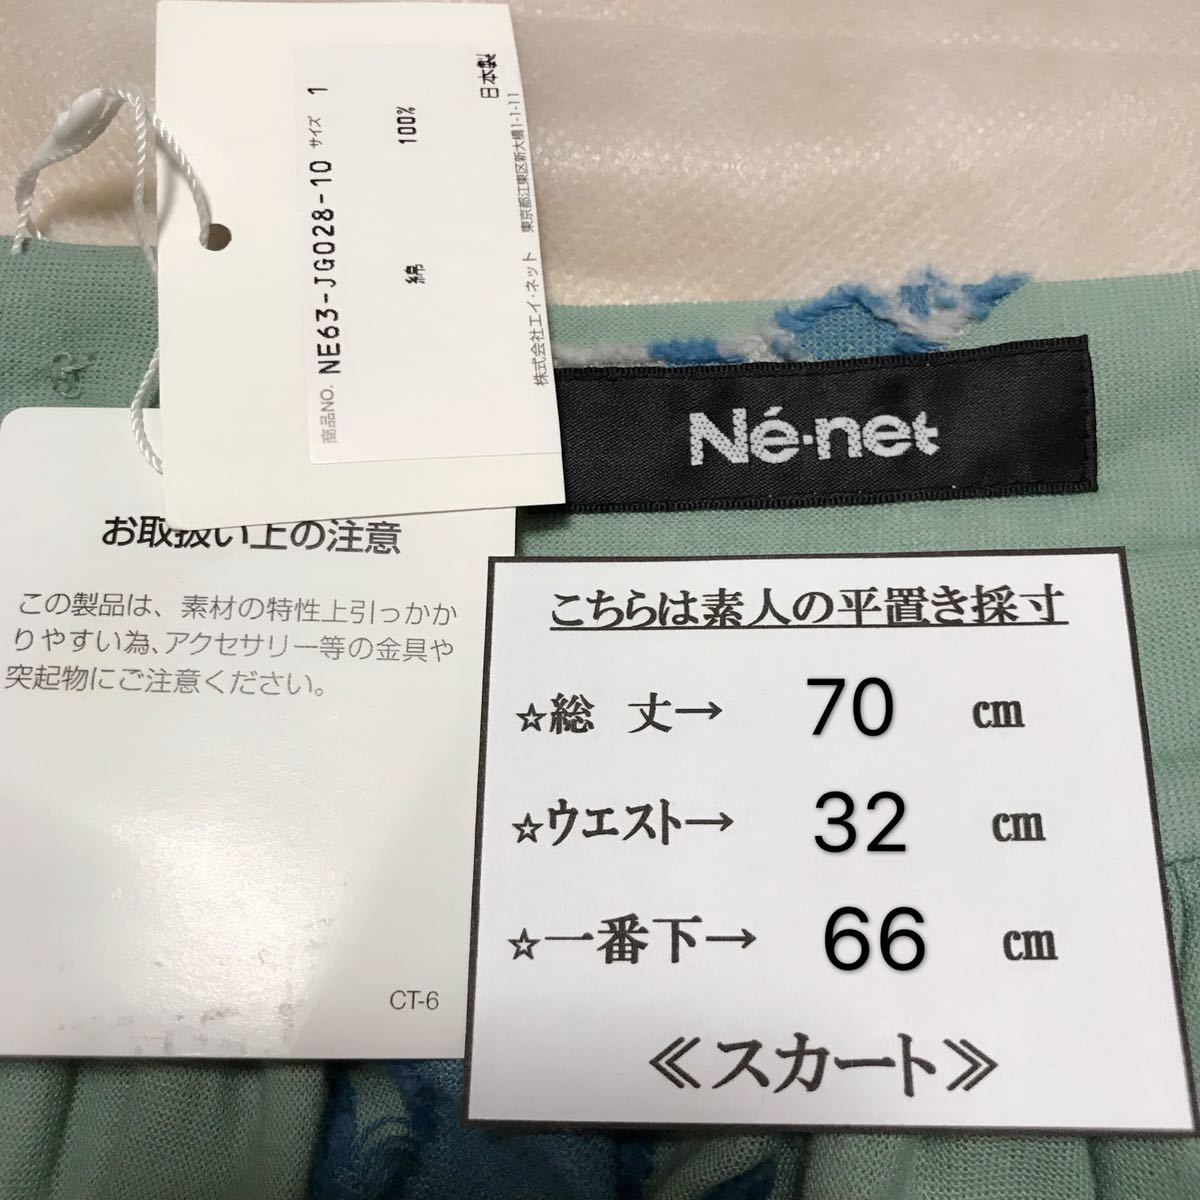 商品NO. NE63-JG028-10 サイズ 1
綿 100%
日本製
株式会社エイ・ネット 東京都江東区新大橋1-1-11
Né·net
お取扱い上の注意
この製品は、素材の特性上引っかか
りやすい為、アクセサリー等の金具や
突起物にご注意ください。
CT-6
こちらは素人の平置き採寸
☆総 丈→ 70 ㎝
☆ウエスト→ 32 ㎝
☆一番下→ 66 ㎝
≪スカート≫